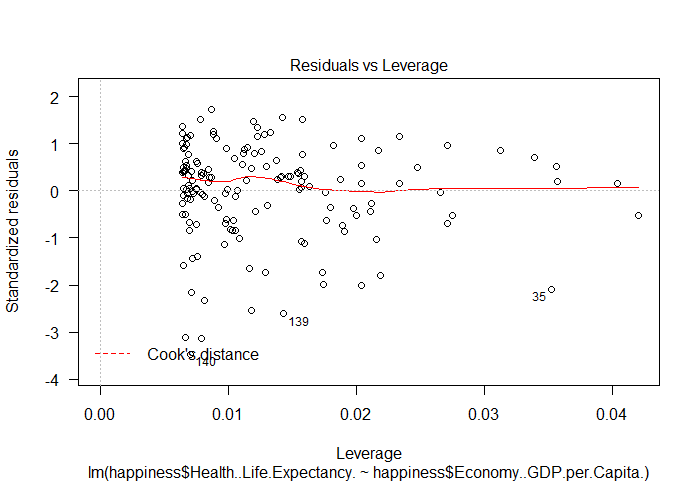 Residuals vs Leverage
Standardized residuals
2
1
0
-1
-2
-3
-4
35
139
140
Cook's distance
0.00 0.01 0.02 0.03 0.04
Leverage
lm(happiness$Health..Life.Expectancy. ~ happiness$Economy..GDP.per.Capita.)